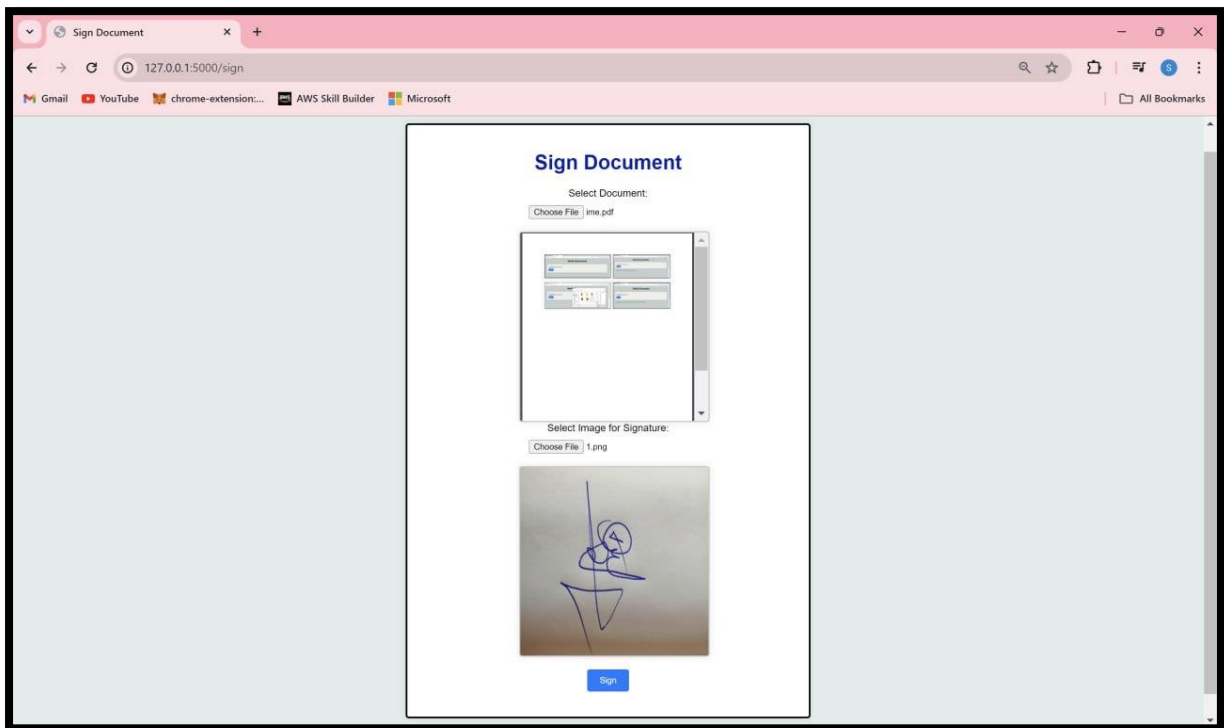 Sign Document
127.0.0.1:5000/sign
S
Gmail YouTube chrome-extension:... AWS Skill Builder Microsoft All Bookmarks
Sign Document
Select Document:
Choose File ime.pdf
Select Image for Signature:
Choose File 1.png
Sign